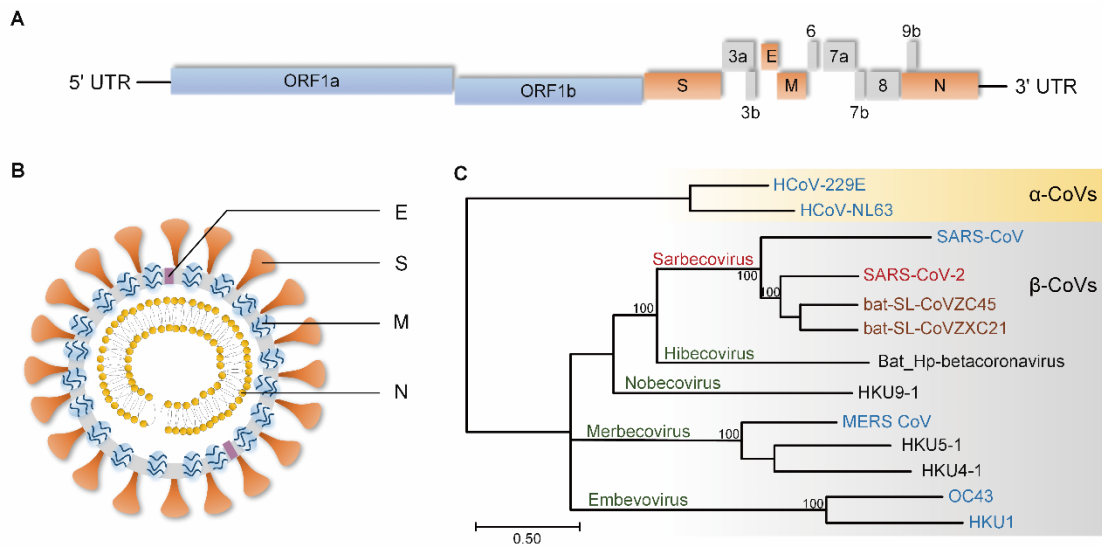 A
5' UTR
ORF1a
ORF1b
S
3a
3b
E
M
6
7a
7b
8
9b
N
3' UTR
B
E
S
M
N
C
HCoV-229E
HCoV-NL63
α-CoVs
SARS-CoV
Sarbecovirus
100
SARS-CoV-2
100
β-CoVs
bat-SL-CoVZC45
100
bat-SL-CoVZXC21
Hibecovirus
Bat_Hp-betacoronavirus
Nobecovirus
HKU9-1
MERS CoV
Merbecovirus
100
HKU5-1
HKU4-1
Embevovirus
OC43
100
HKU1
0.50